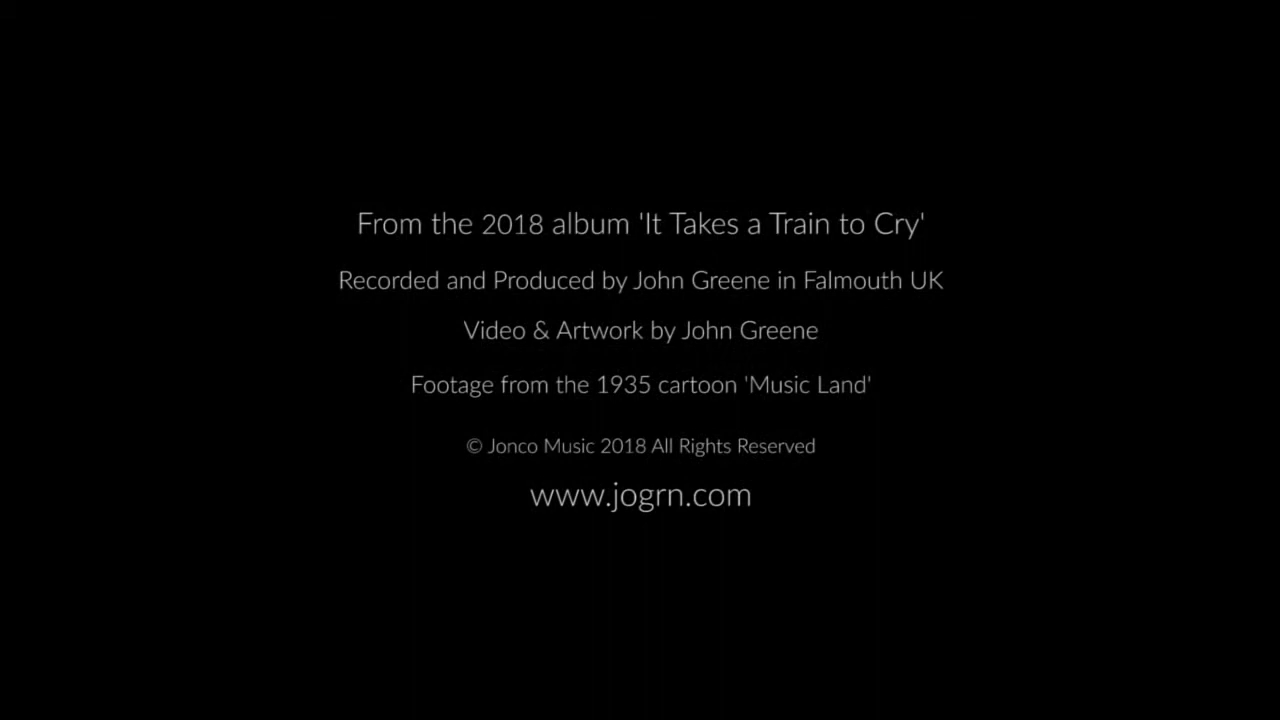 From the 2018 album 'It Takes a Train to Cry'
Recorded and Produced by John Greene in Falmouth UK
Video & Artwork by John Greene
Footage from the 1935 cartoon 'Music Land'
© Jonco Music 2018 All Rights Reserved
www.jogrn.com